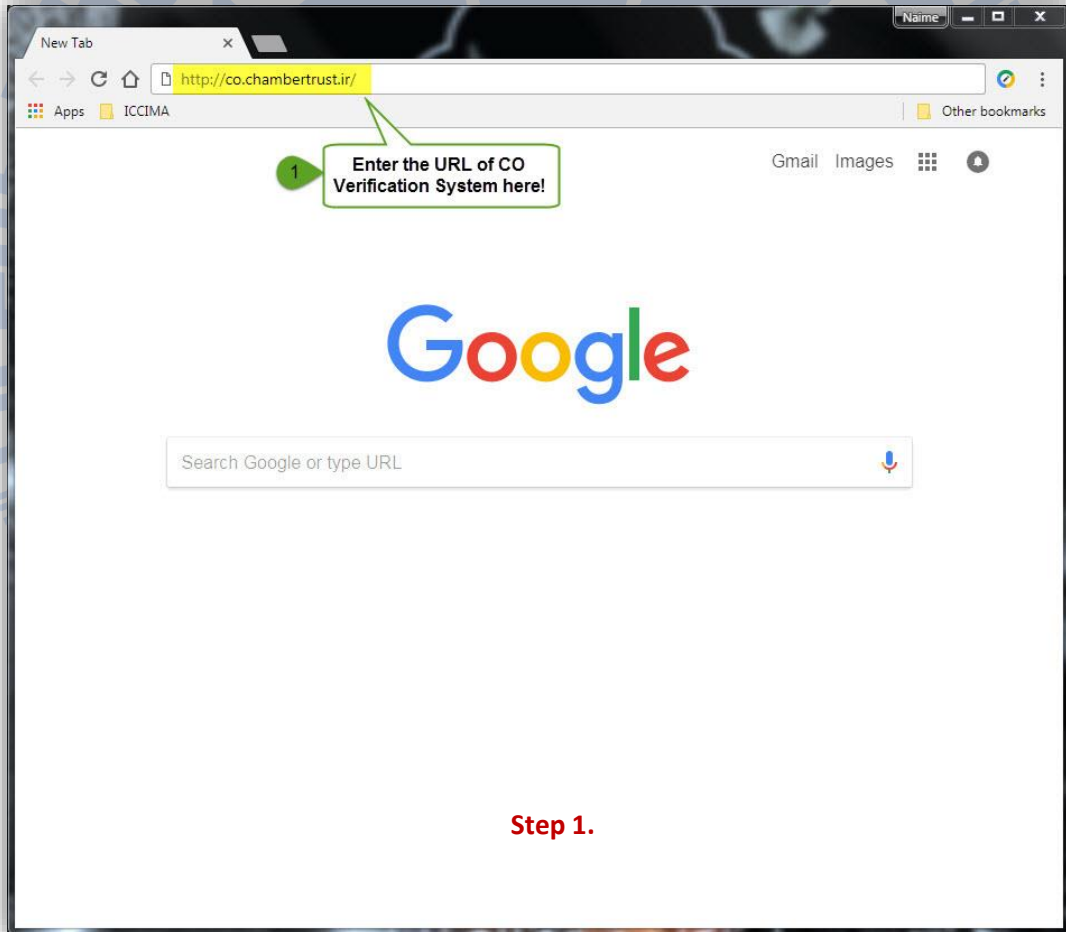 Naime
New Tab
http://co.chambertrust.ir/
Apps ICCIMA Other bookmarks
1
Enter the URL of CO
Verification System here!
Gmail Images
Google
Search Google or type URL
Step 1.